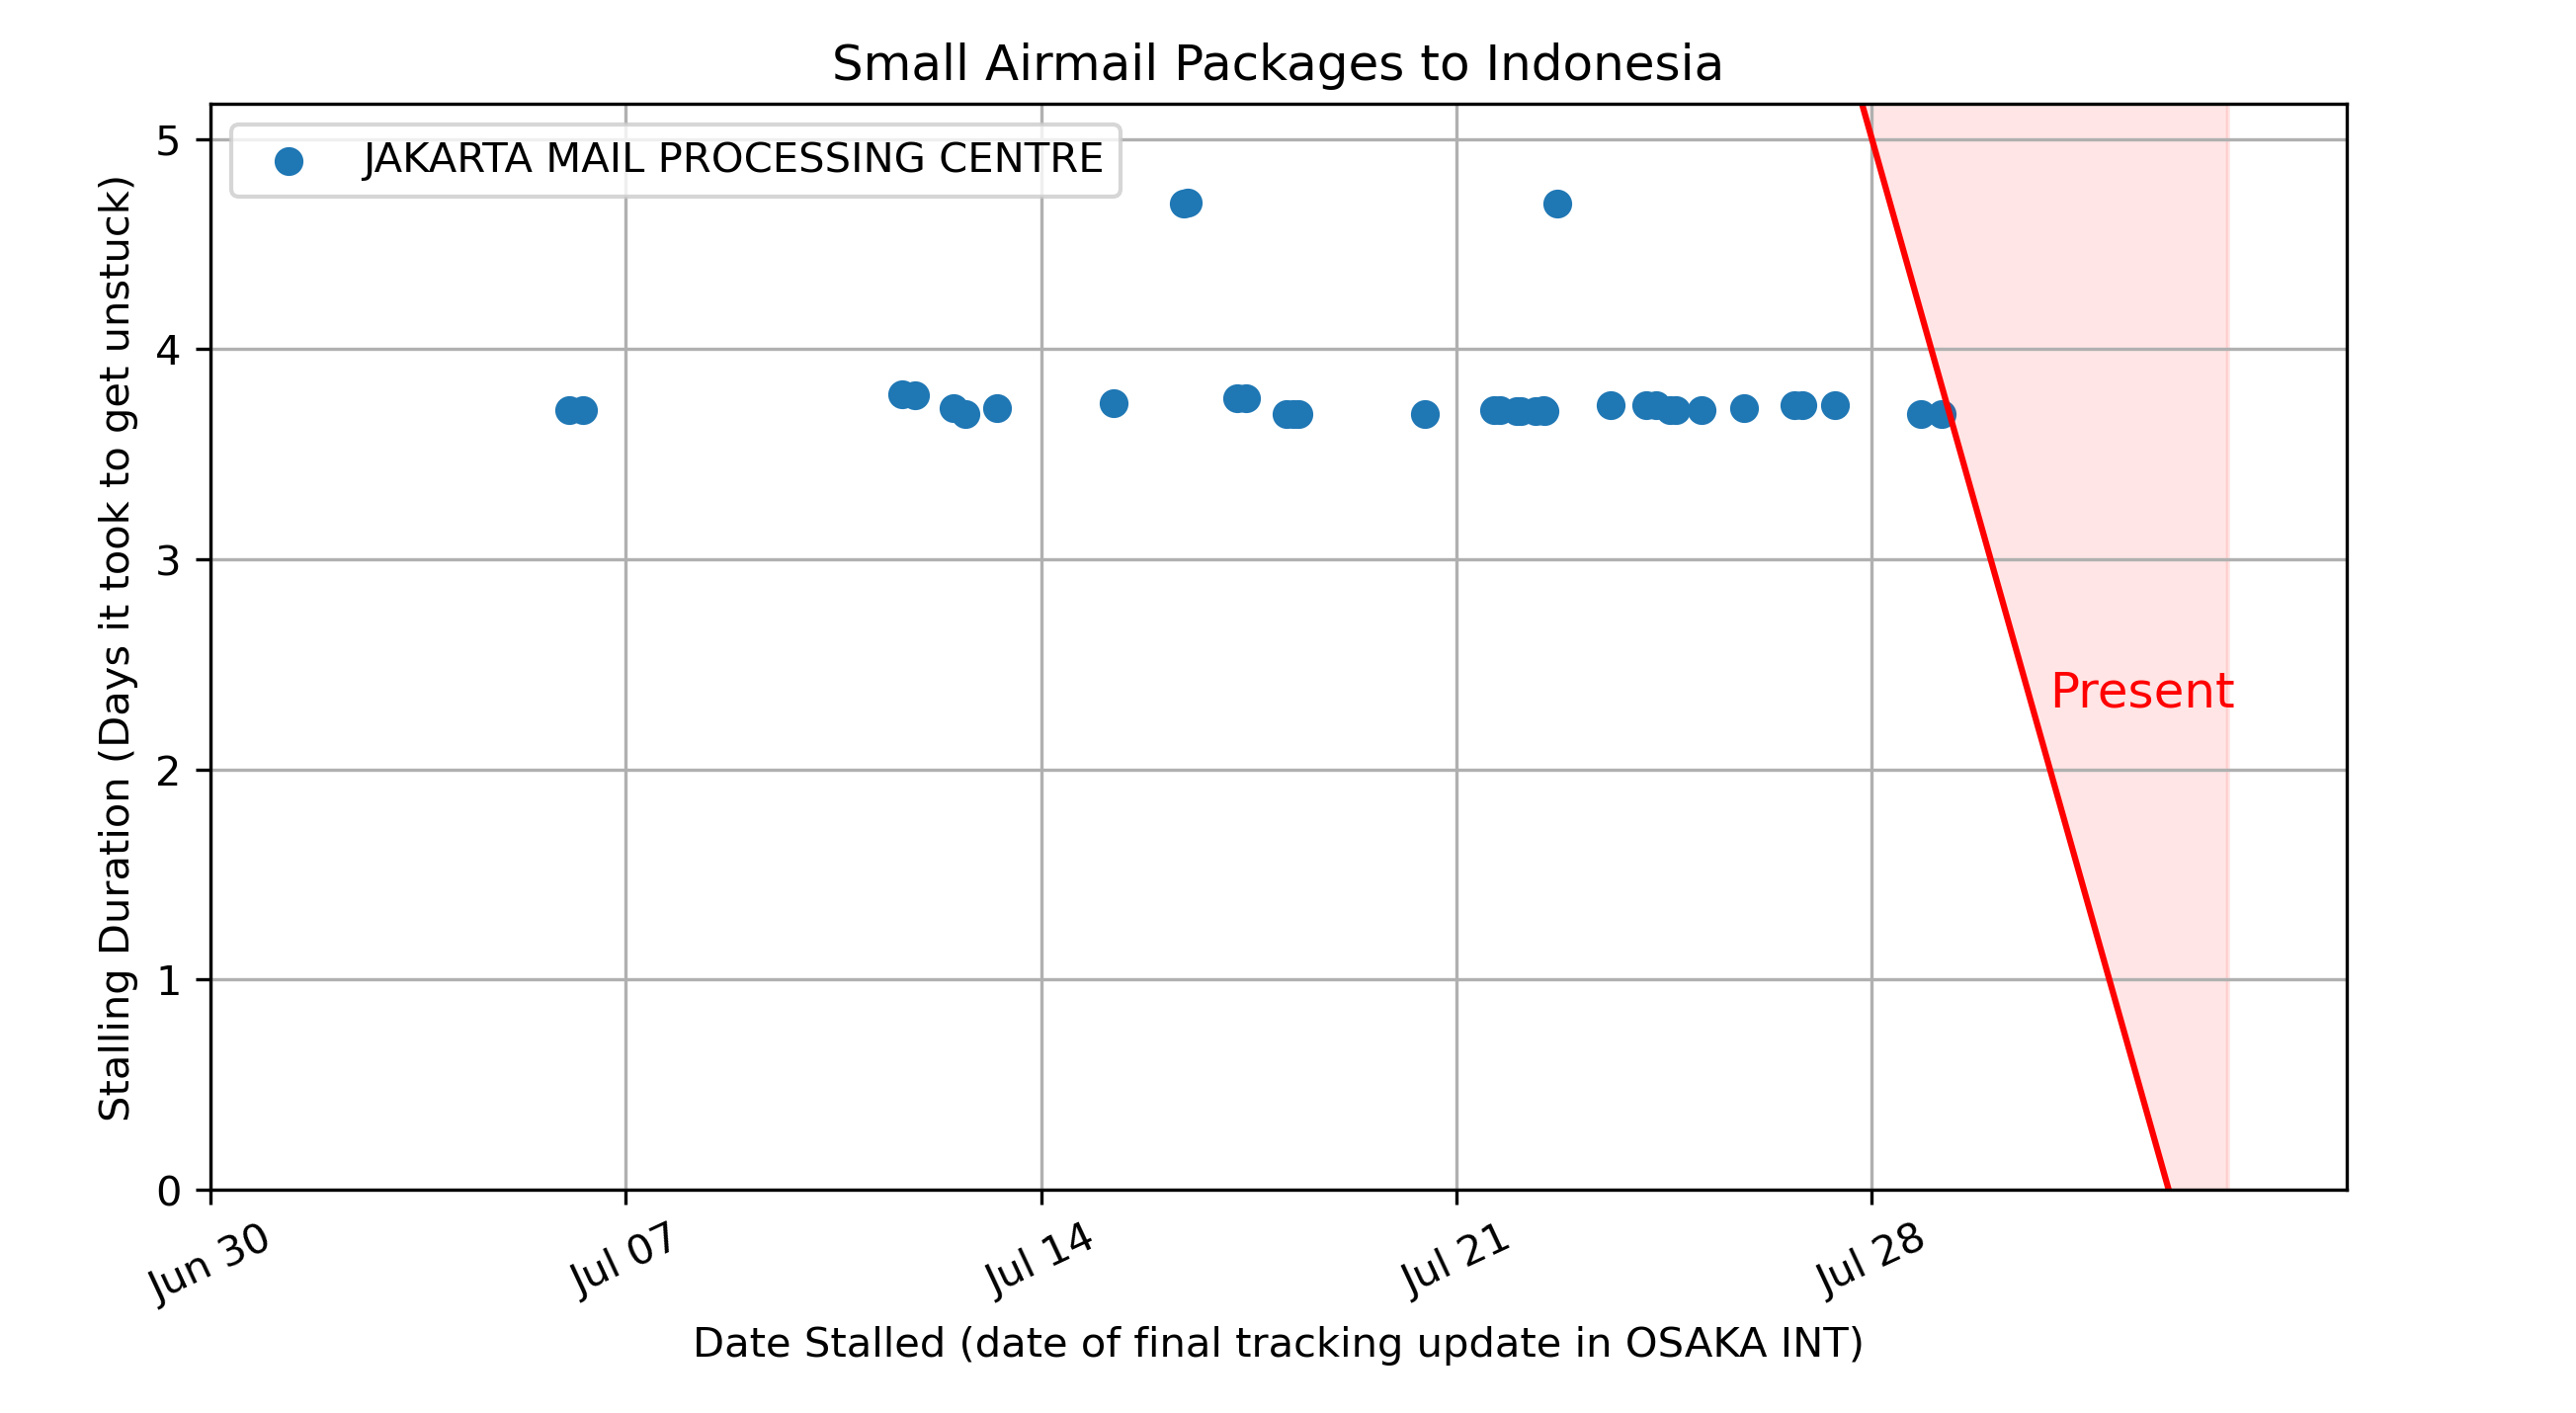 Small Airmail Packages to Indonesia
JAKARTA MAIL PROCESSING CENTRE
Stalling Duration (Days it took to get unstuck)
5
4
3
2
1
0
Present
Jun 30
Jul 07
Jul 14
Jul 21
Jul 28
Date Stalled (date of final tracking update in OSAKA INT)